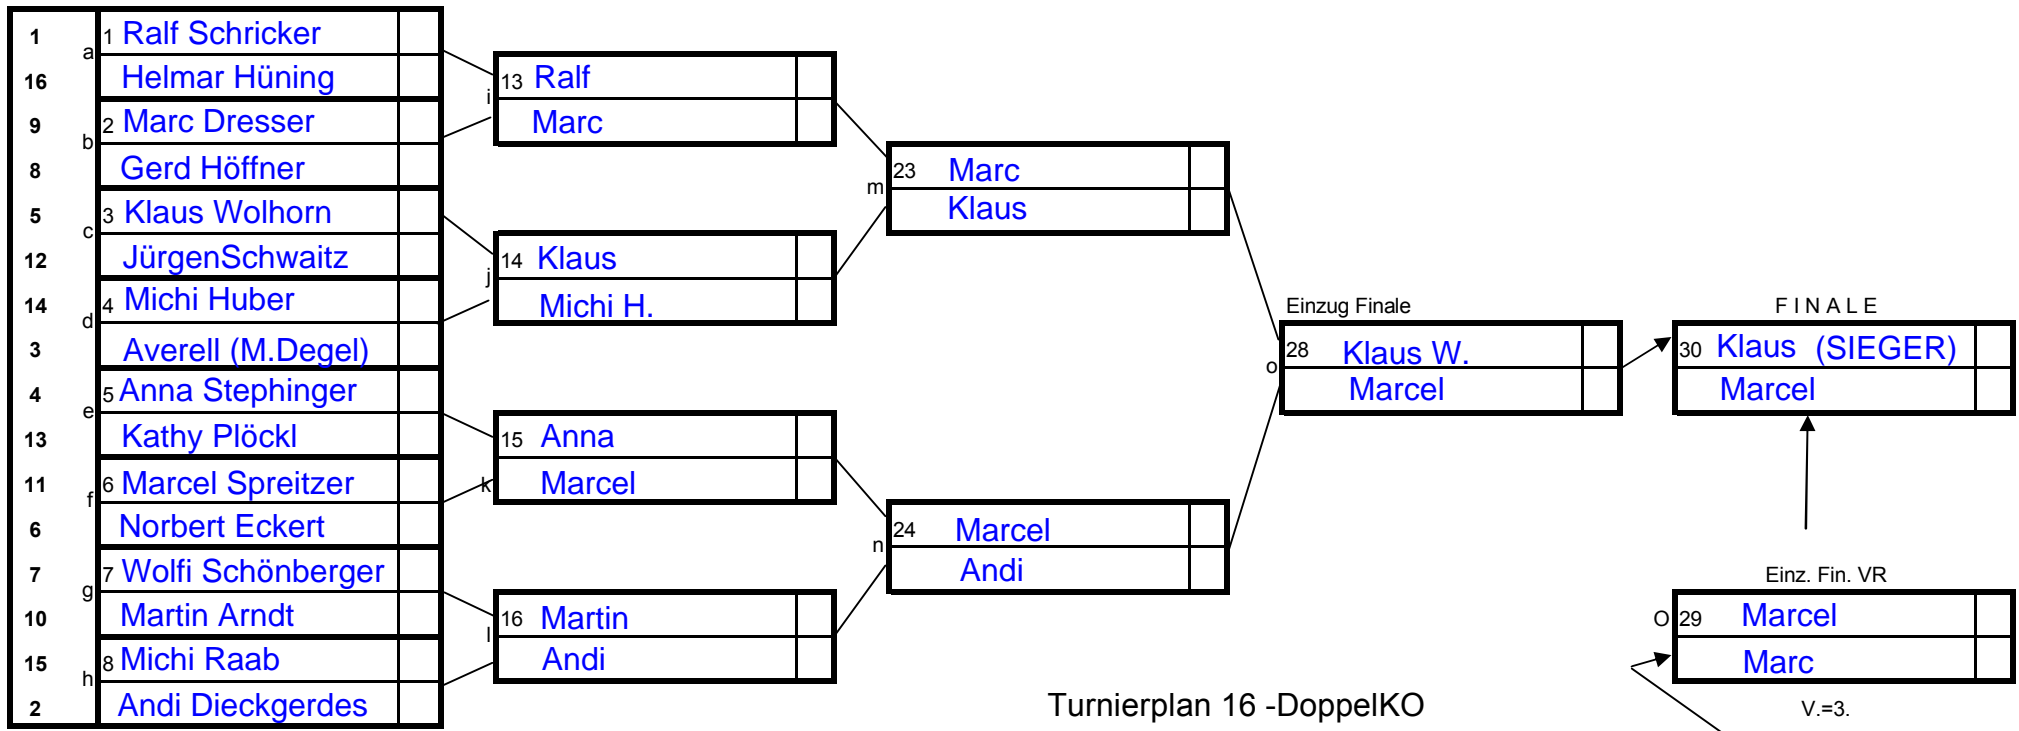 1 a 1 Ralf Schricker
16 Helmar Hüning
9 b 2 Marc Dresser
8 Gerd Höffner
5 c 3 Klaus Wolhorn
12 JürgenSchwaitz
14 d 4 Michi Huber
3 Averell (M.Degel)
4 e 5 Anna Stephinger
13 Kathy Plöckl
11 f 6 Marcel Spreitzer
6 Norbert Eckert
7 g 7 Wolfi Schönberger
10 Martin Arndt
15 h 8 Michi Raab
2 Andi Dieckgerdes
i 13 Ralf
Marc
j 14 Klaus
Michi H.
k 15 Anna
Marcel
l 16 Martin
Andi
m 23 Marc
Klaus
n 24 Marcel
Andi
Einzug Finale
o 28 Klaus W.
Marcel
F I N A L E
30 Klaus (SIEGER)
Marcel
Einz. Fin. VR
O 29 Marcel
Marc
V.=3.
Turnierplan 16 -DoppelKO